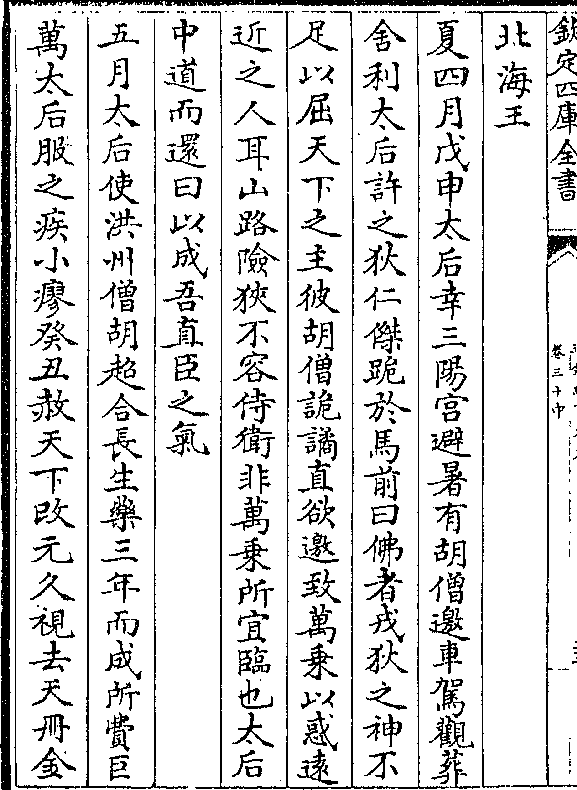 欽定四庫全書
卷三十中
北海王
夏四月戊申太后幸三陽宮避暑有胡僧邀車駕觀葬
舍利太后許之狄仁傑跪於馬前曰佛者戎狄之神不
足以屈天下之主彼胡僧詭譎直欲邀致萬乘以惑遠
近之人耳山路險狹不容侍衛非萬乘所宜臨也太后
中道而還曰以成吾直臣之氣
五月太后使洪州僧胡超合長生藥三年而成所費巨
萬太后服之疾小瘳癸丑赦天下改元久視去天冊金